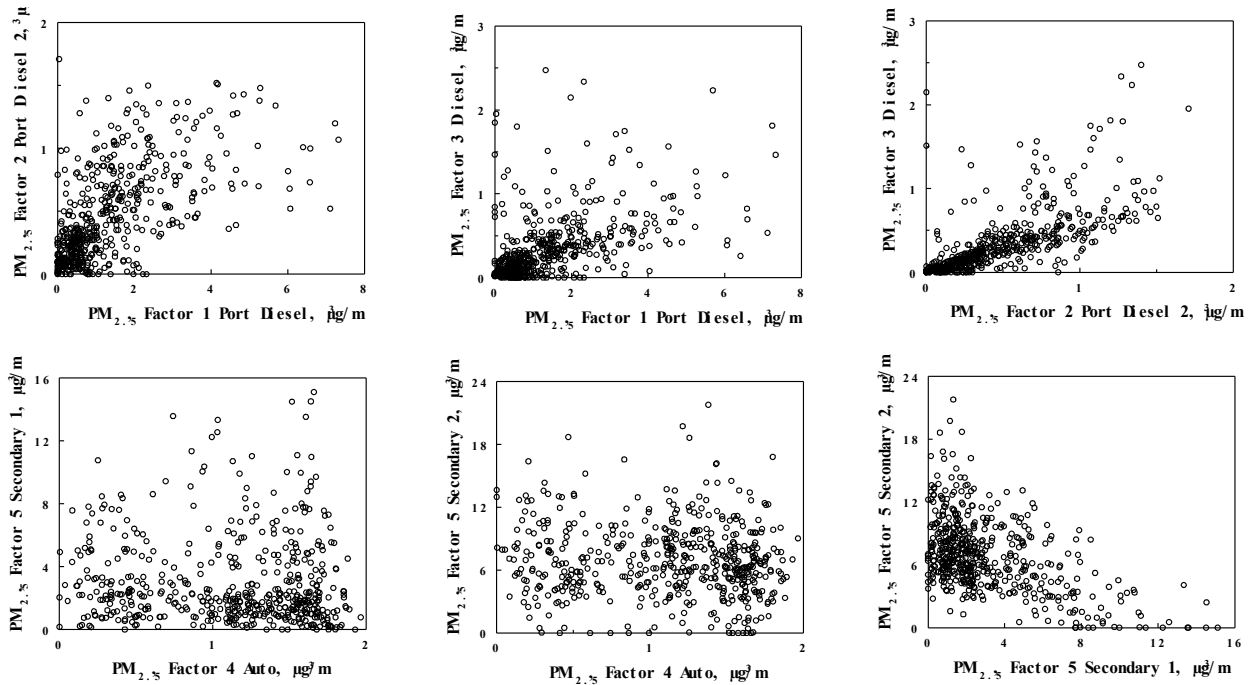 PM2.5 Factor 2 Port Diesel 2, ³µ
2
1
0
0 2 4 6 8
PM2.5 Factor 1 Port Diesel, µg/m³
PM2.5 Factor 3 Diesel, µg/m³
3
2
1
0
0 2 4 6 8
PM2.5 Factor 1 Port Diesel, µg/m³
PM2.5 Factor 3 Diesel, µg/m³
3
2
1
0
0 1 2
PM2.5 Factor 2 Port Diesel 2, µg/m³
PM2.5 Factor 5 Secondary 1, µg/m³
16
12
8
4
0
0 1 2
PM2.5 Factor 4 Auto, µg/m³
PM2.5 Factor 5 Secondary 2, µg/m³
24
18
12
6
0
0 1 2
PM2.5 Factor 4 Auto, µg/m³
PM2.5 Factor 5 Secondary 2, µg/m³
24
18
12
6
0
0 4 8 12 16
PM2.5 Factor 5 Secondary 1, µg/m³